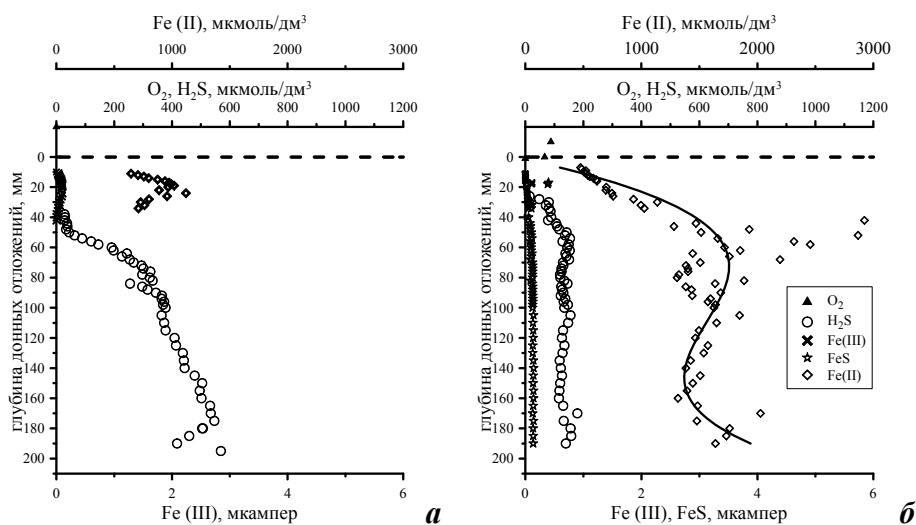 Fe (II), мкмоль/дм³
0 1000 2000 3000
O₂, H₂S, мкмоль/дм³
0 200 400 600 800 1000 1200
глубина донных отложений, мм
0
20
40
60
80
100
120
140
160
180
200
0 2 4 6
Fe (III), мкампер
а
Fe (II), мкмоль/дм³
0 1000 2000 3000
O₂, H₂S, мкмоль/дм³
0 200 400 600 800 1000 1200
глубина донных отложений, мм
0
20
40
60
80
100
120
140
160
180
200
O₂
H₂S
Fe(III)
FeS
Fe(II)
0 2 4 6
Fe (III), FeS, мкампер
б